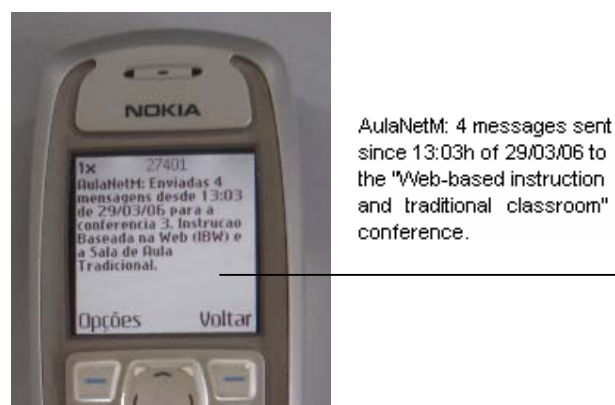 NOKIA
1x 27401
AulaNetM: Enviadas 4
mensagens desde 13:03
de 29/03/06 para a
conferencia 3. Instrucao
Baseada na Web (IBW) e
a Sala de Aula
Tradicional.
Opções Voltar
AulaNetM: 4 messages sent
since 13:03h of 29/03/06 to
the "Web-based instruction
and traditional classroom"
conference.